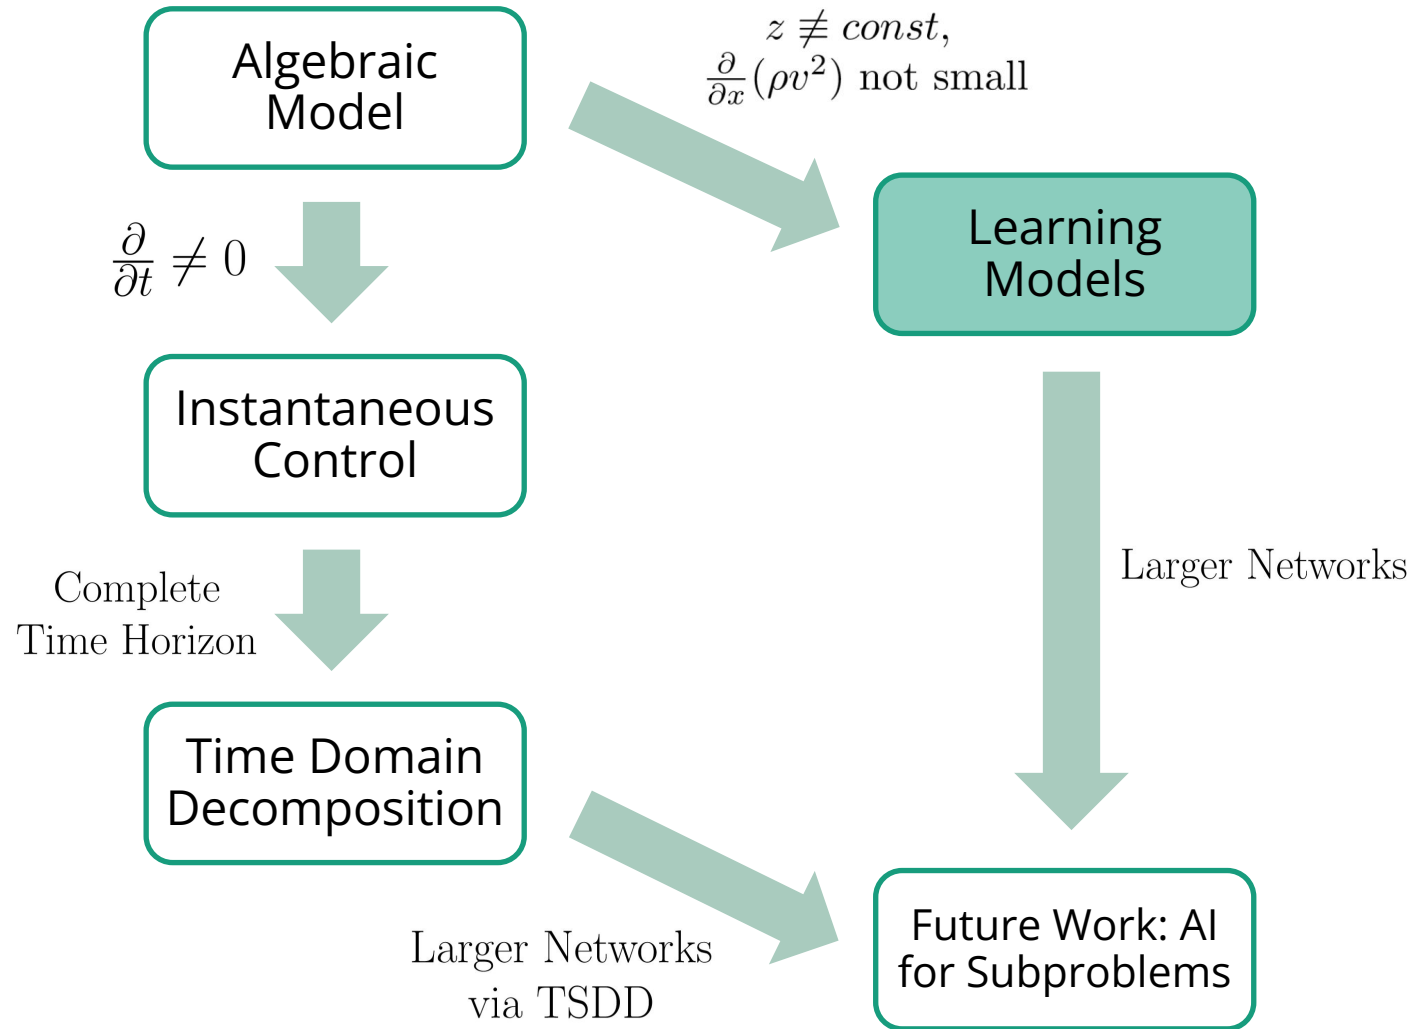 Algebraic
Model
z ≢ const,
∂/∂x(ρv²) not small
∂/∂t ≠ 0
Learning
Models
Instantaneous
Control
Complete
Time Horizon
Larger Networks
Time Domain
Decomposition
Larger Networks
via TSDD
Future Work: AI
for Subproblems